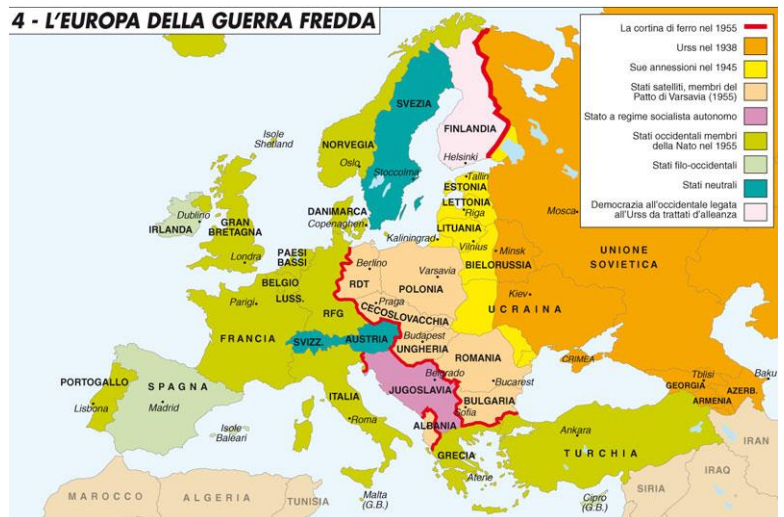 4 - L'EUROPA DELLA GUERRA FREDDA
La cortina di ferro nel 1955
Urss nel 1938
Sue annessioni nel 1945
Stati satelliti, membri del
Patto di Varsavia (1955)
Stato a regime socialista autonomo
Stati occidentali membri
della Nato nel 1955
Stati filo-occidentali
Stati neutrali
Democrazia all'occidentale legata
all'Urss da trattati d'alleanza
SVEZIA
FINLANDIA
Isole
Shetland
NORVEGIA
Oslo
Helsinki
Stoccolma
Tallin
ESTONIA
LETTONIA
Riga
Mosca
DANIMARCA
Copenaghen
LITUANIA
Vilnius
Kaliningrad
Dublino
IRLANDA
GRAN
BRETAGNA
Londra
PAESI
BASSI
Minsk
BIELORUSSIA
UNIONE
SOVIETICA
Berlino
RDT
Varsavia
POLONIA
BELGIO
LUSS.
Parigi
RFG
Praga
CECOSLOVACCHIA
Kiev
UCRAINA
FRANCIA
SVIZZ.
AUSTRIA
Budapest
UNGHERIA
ROMANIA
CRIMEA
Belgrado
JUGOSLAVIA
Bucarest
BULGARIA
Sofia
Tblisi
GEORGIA
Baku
AZERB.
ARMENIA
PORTOGALLO
Lisbona
SPAGNA
Madrid
Isole
Baleari
ITALIA
Roma
ALBANIA
GRECIA
Atene
Ankara
TURCHIA
IRAN
IRAQ
SIRIA
MAROCCO
ALGERIA
TUNISIA
Malta
(G.B.)
Cipro
(G.B.)